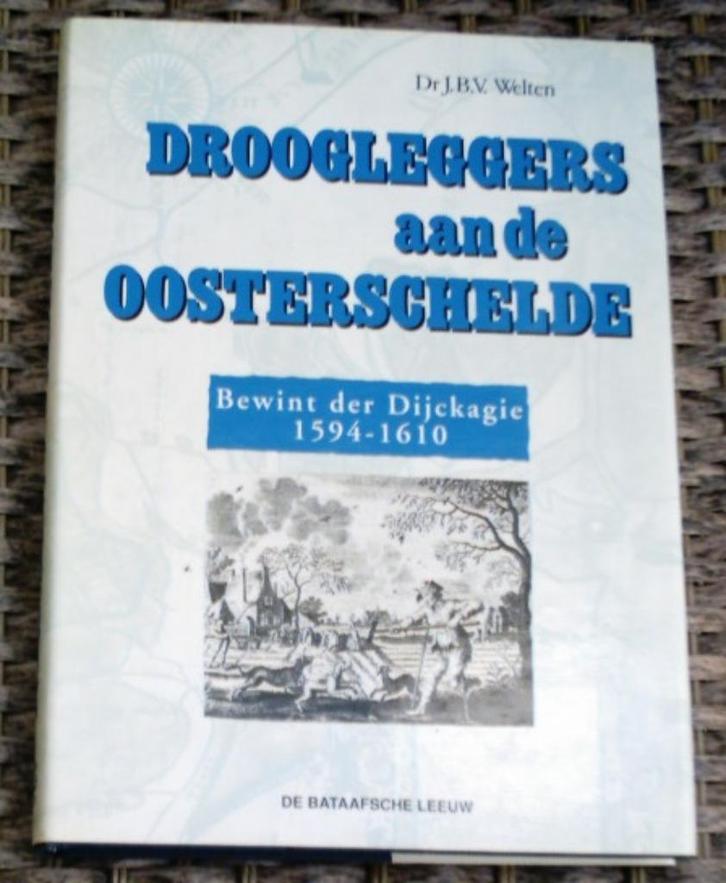 Dr J.B.V. Welten
DROOGLEGGERS
aan de
OOSTERSCHELDE
Bewint der Dijckagie
1594-1610
DE BATAAFSCHE LEEUW